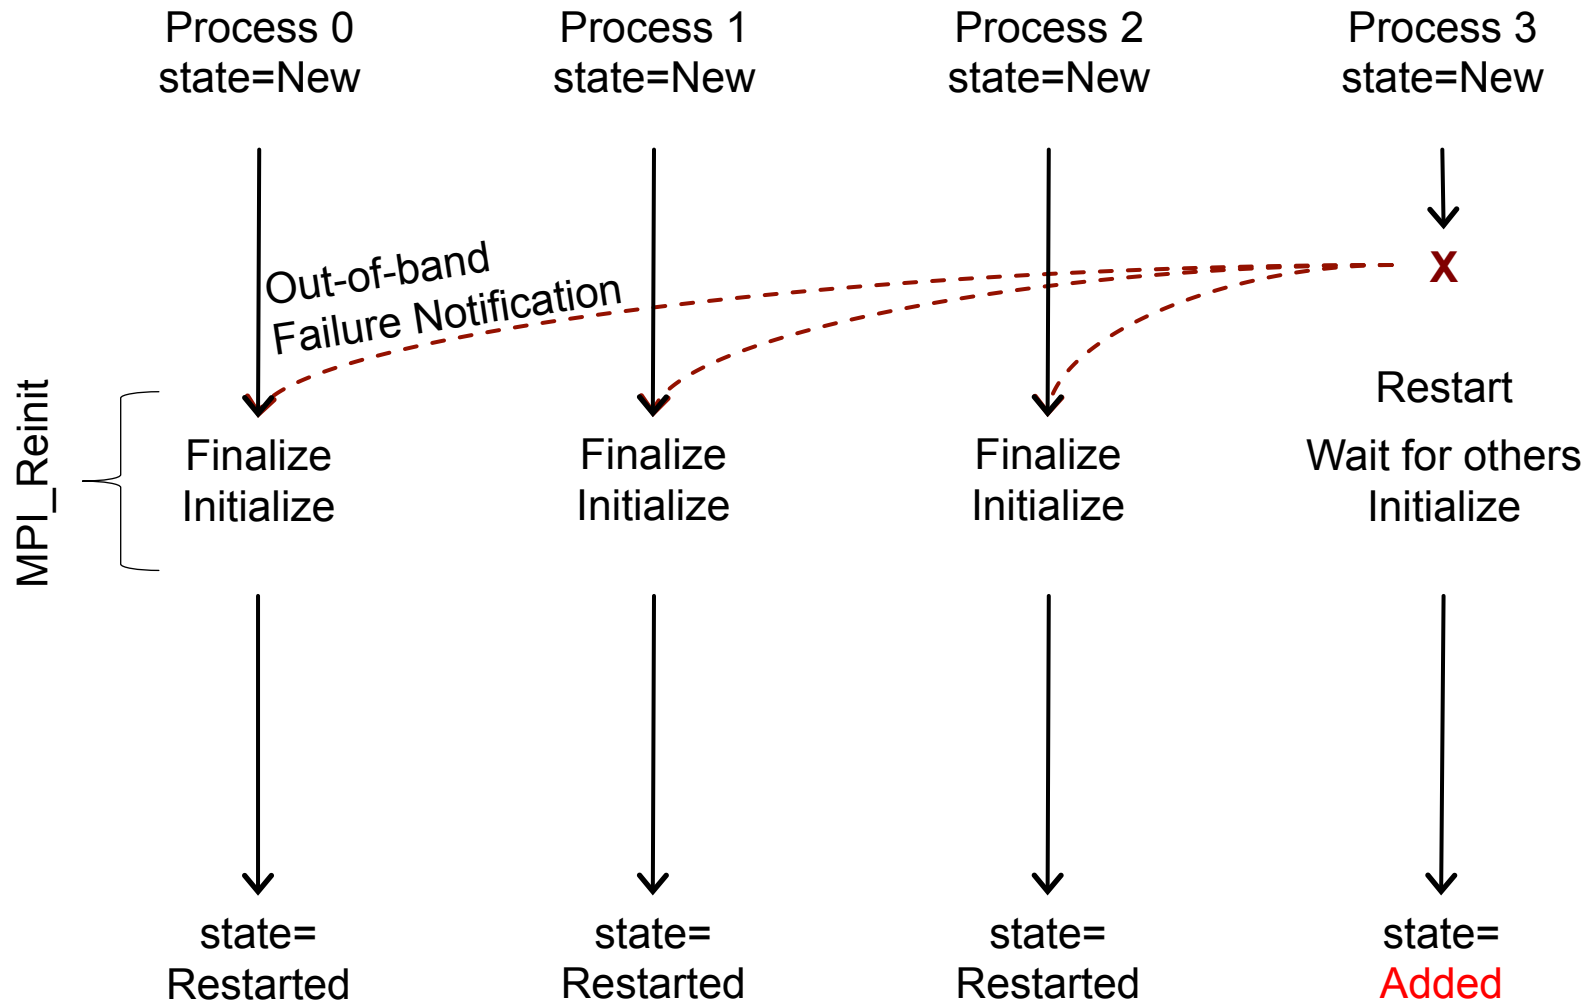 Process 0
state=New
Process 1
state=New
Process 2
state=New
Process 3
state=New
Out-of-band
Failure Notification
X
MPI_Reinit
Finalize
Initialize
Finalize
Initialize
Finalize
Initialize
Restart
Wait for others
Initialize
state=
Restarted
state=
Restarted
state=
Restarted
state=
Added